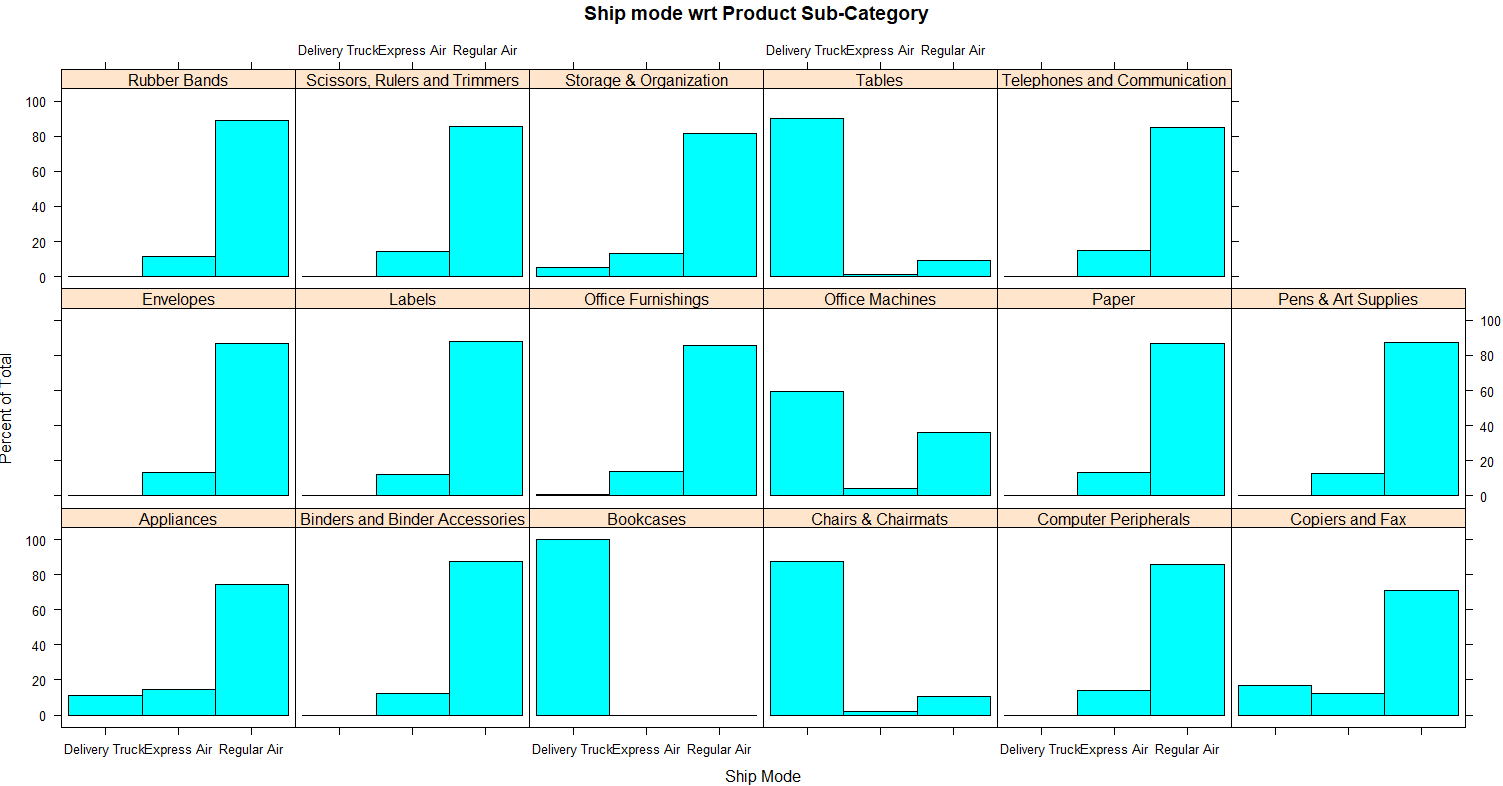 Ship mode wrt Product Sub-Category
Delivery Truck Express Air Regular Air Delivery Truck Express Air Regular Air
Rubber Bands Scissors, Rulers and Trimmers Storage & Organization Tables Telephones and Communication
100
80
60
40
20
0
Envelopes Labels Office Furnishings Office Machines Paper Pens & Art Supplies
100
80
60
40
20
0
Percent of Total
Appliances Binders and Binder Accessories Bookcases Chairs & Chairmats Computer Peripherals Copiers and Fax
100
80
60
40
20
0
Delivery Truck Express Air Regular Air Delivery Truck Express Air Regular Air Delivery Truck Express Air Regular Air
Ship Mode